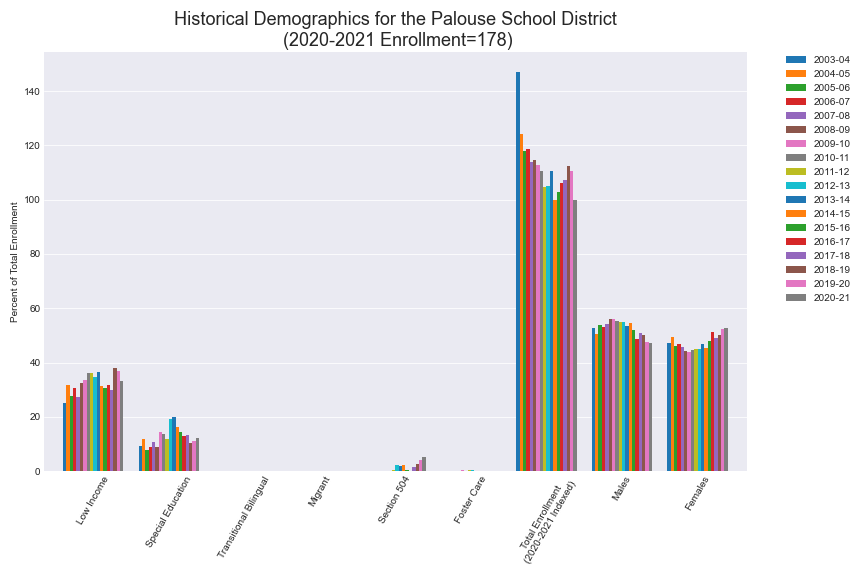 Historical Demographics for the Palouse School District
(2020-2021 Enrollment=178)
Percent of Total Enrollment
140
120
100
80
60
40
20
0
Low Income
Special Education
Transitional Bilingual
Migrant
Section 504
Foster Care
Total Enrollment
(2020-2021 Indexed)
Males
Females
2003-04
2004-05
2005-06
2006-07
2007-08
2008-09
2009-10
2010-11
2011-12
2012-13
2013-14
2014-15
2015-16
2016-17
2017-18
2018-19
2019-20
2020-21